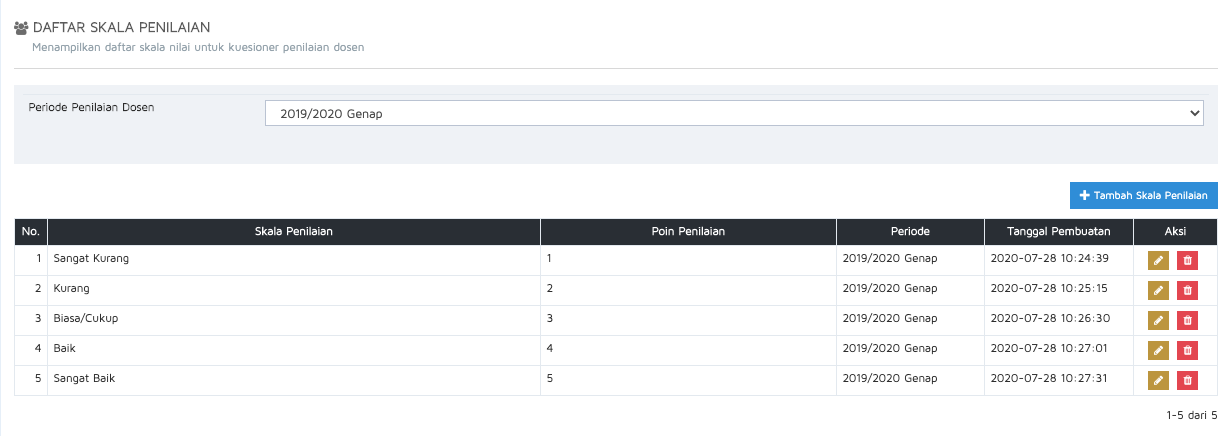 DAFTAR SKALA PENILAIAN
Menampilkan daftar skala nilai untuk kuesioner penilaian dosen
Periode Penilaian Dosen 2019/2020 Genap
Tambah Skala Penilaian
No. Skala Penilaian Poin Penilaian Periode Tanggal Pembuatan Aksi
1 Sangat Kurang 1 2019/2020 Genap 2020-07-28 10:24:39
2 Kurang 2 2019/2020 Genap 2020-07-28 10:25:15
3 Biasa/Cukup 3 2019/2020 Genap 2020-07-28 10:26:30
4 Baik 4 2019/2020 Genap 2020-07-28 10:27:01
5 Sangat Baik 5 2019/2020 Genap 2020-07-28 10:27:31
1-5 dari 5